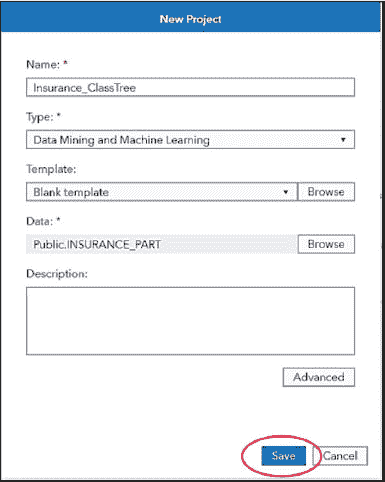 New Project
Name: *
Insurance_ClassTree
Type: *
Data Mining and Machine Learning
Template:
Blank template
Browse
Data: *
Public.INSURANCE_PART
Browse
Description:
Advanced
Save
Cancel